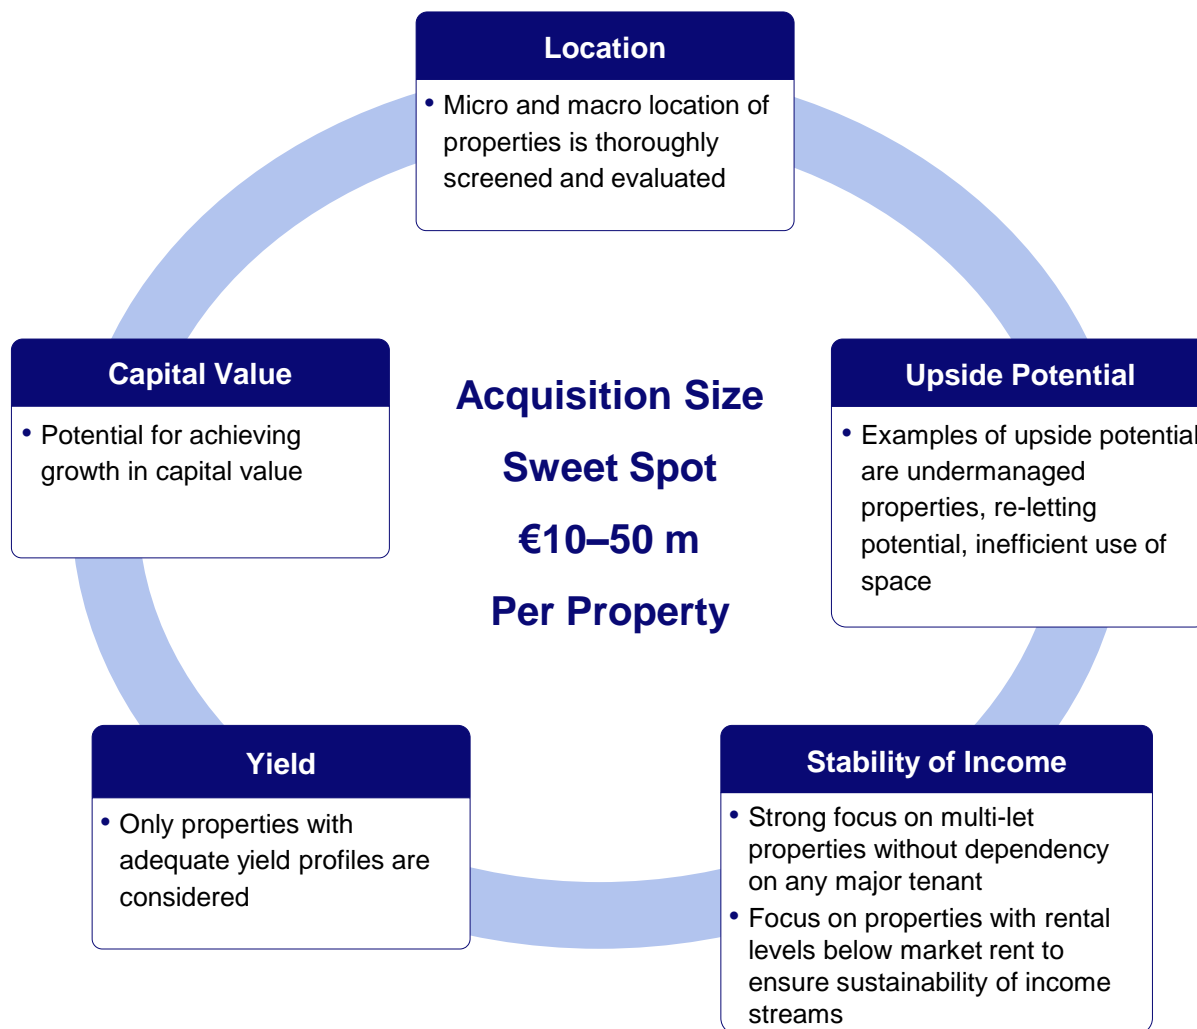 Location
• Micro and macro location of
properties is thoroughly
screened and evaluated
Capital Value
• Potential for achieving
growth in capital value
Acquisition Size
Sweet Spot
€10–50 m
Per Property
Upside Potential
• Examples of upside potential
are undermanaged
properties, re-letting
potential, inefficient use of
space
Yield
• Only properties with
adequate yield profiles are
considered
Stability of Income
• Strong focus on multi-let
properties without dependency
on any major tenant
• Focus on properties with rental
levels below market rent to
ensure sustainability of income
streams